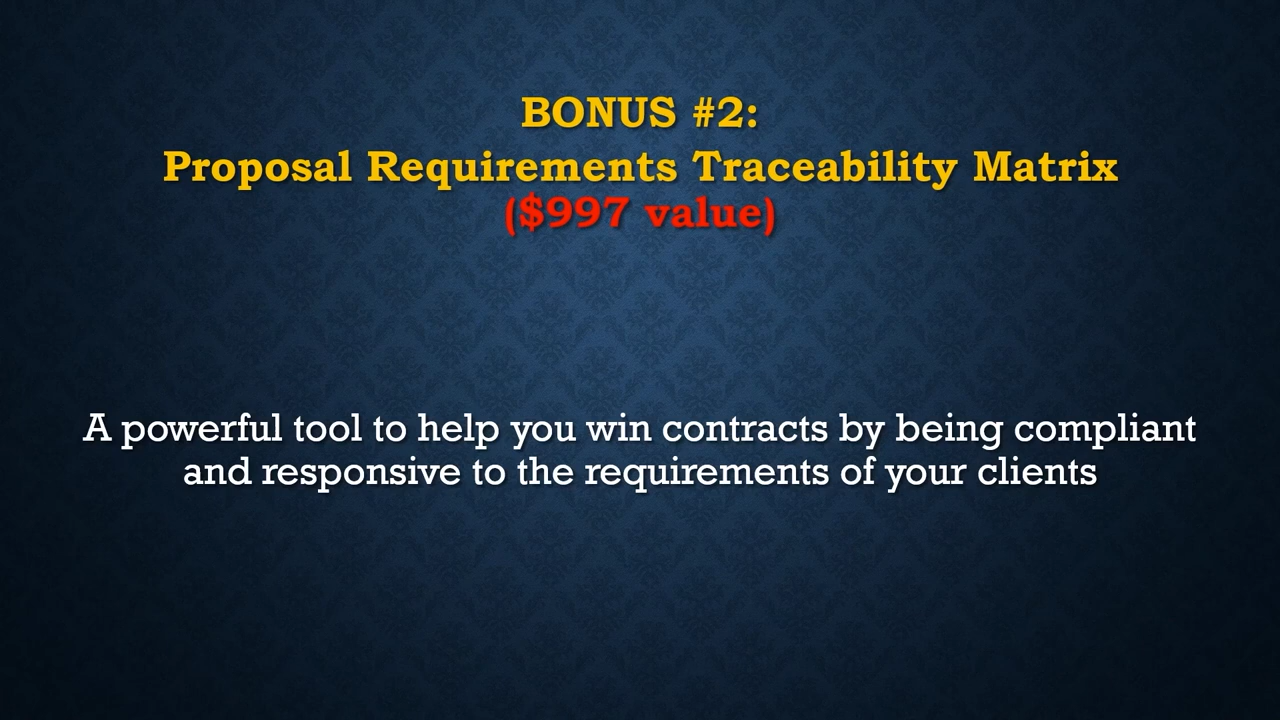 BONUS #2:
Proposal Requirements Traceability Matrix
($997 value)
A powerful tool to help you win contracts by being compliant
and responsive to the requirements of your clients